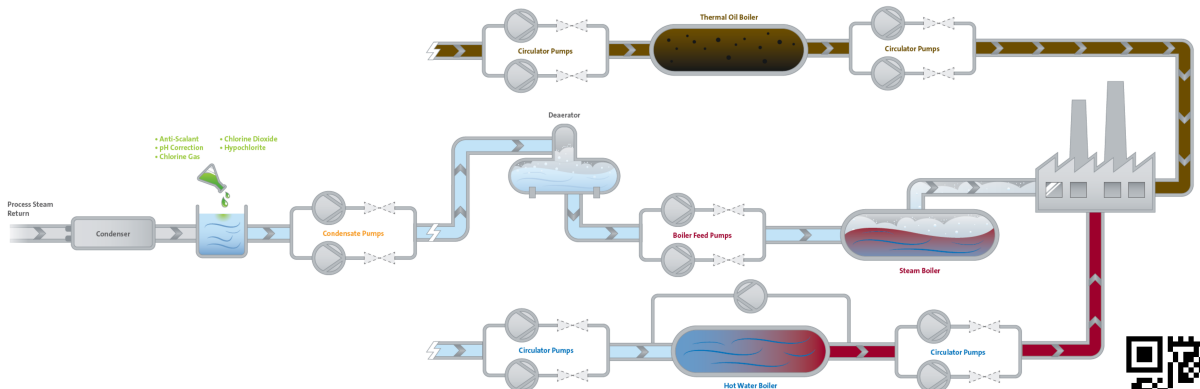 Thermal Oil Boiler
Circulator Pumps
Circulator Pumps
Deaerator
• Anti-Scalant
• pH Correction
• Chlorine Gas
• Chlorine Dioxide
• Hypochlorite
Process Steam
Return
Condenser
Condensate Pumps
Boiler Feed Pumps
Steam Boiler
Circulator Pumps
Circulator Pumps
Hot Water Boiler